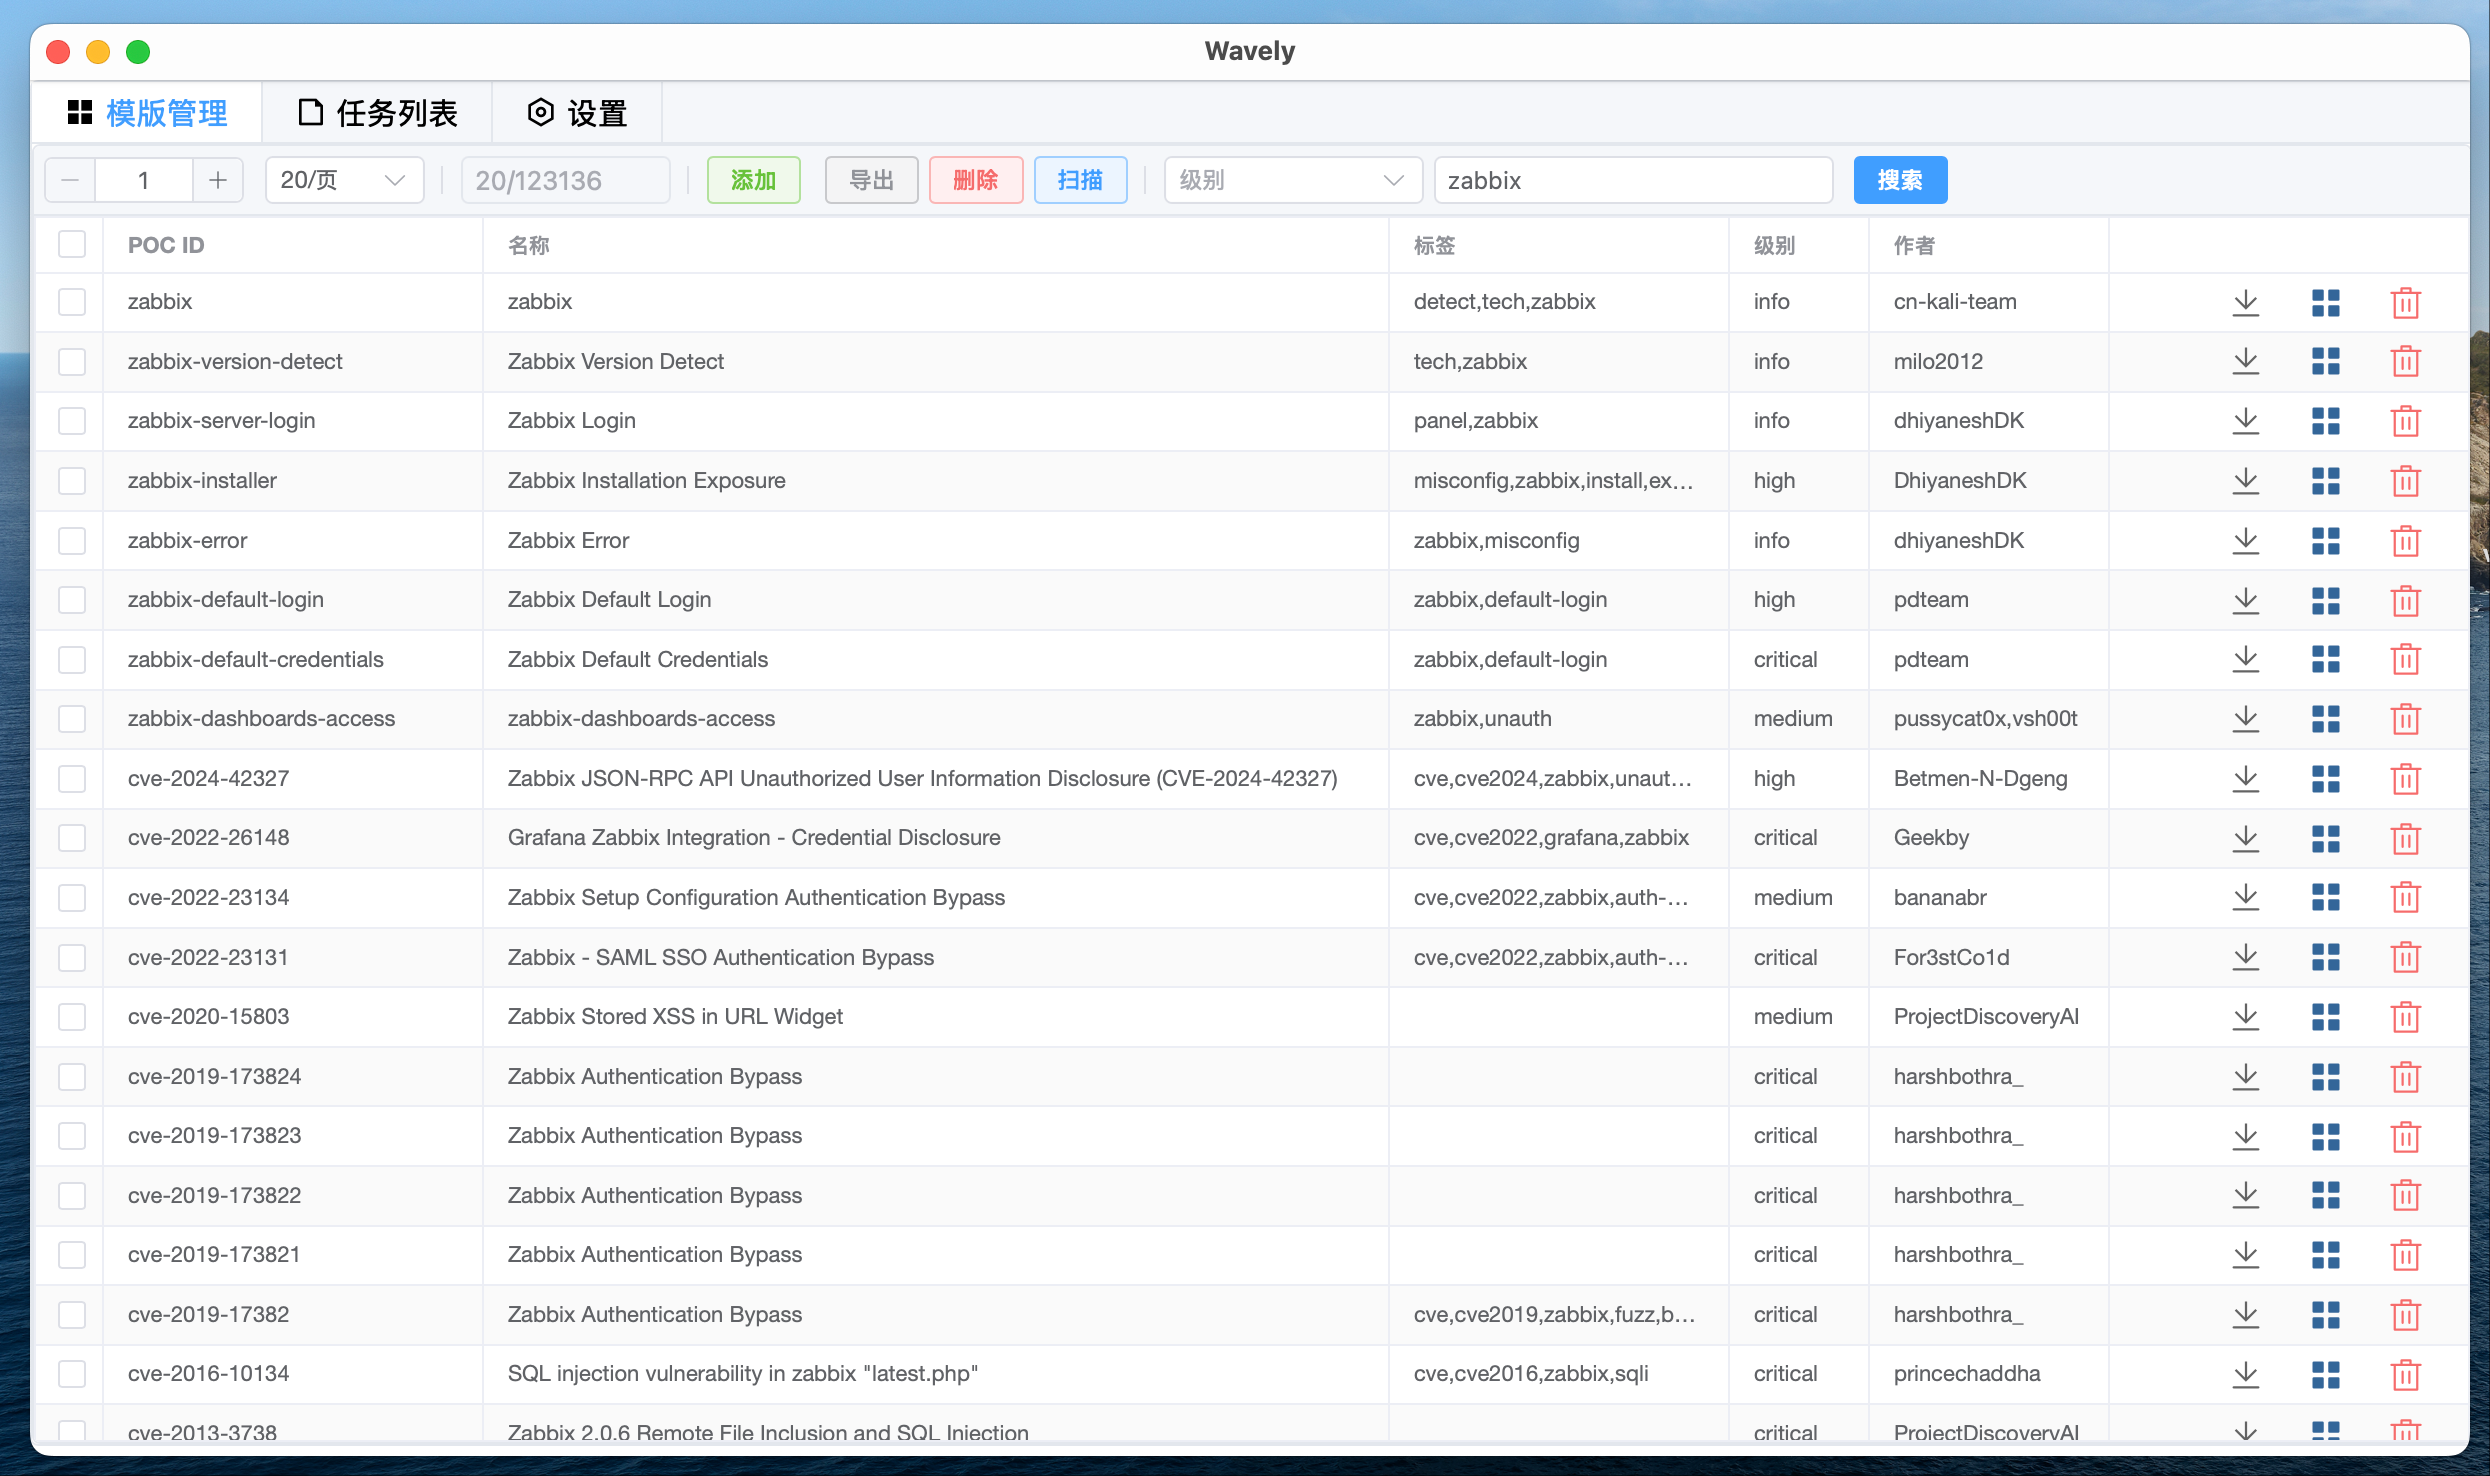 Wavely
模版管理 任务列表 设置
1 20/页 20/123136 添加 导出 删除 扫描 级别 zabbix 搜索
POC ID 名称 标签 级别 作者
zabbix zabbix detect,tech,zabbix info cn-kali-team
zabbix-version-detect Zabbix Version Detect tech,zabbix info milo2012
zabbix-server-login Zabbix Login panel,zabbix info dhiyaneshDK
zabbix-installer Zabbix Installation Exposure misconfig,zabbix,install,ex... high DhiyaneshDK
zabbix-error Zabbix Error zabbix,misconfig info dhiyaneshDK
zabbix-default-login Zabbix Default Login zabbix,default-login high pdteam
zabbix-default-credentials Zabbix Default Credentials zabbix,default-login critical pdteam
zabbix-dashboards-access zabbix-dashboards-access zabbix,unauth medium pussycat0x,vsh00t
cve-2024-42327 Zabbix JSON-RPC API Unauthorized User Information Disclosure (CVE-2024-42327) cve,cve2024,zabbix,unaut... high Betmen-N-Dgeng
cve-2022-26148 Grafana Zabbix Integration - Credential Disclosure cve,cve2022,grafana,zabbix critical Geekby
cve-2022-23134 Zabbix Setup Configuration Authentication Bypass cve,cve2022,zabbix,auth-... medium bananabr
cve-2022-23131 Zabbix - SAML SSO Authentication Bypass cve,cve2022,zabbix,auth-... critical For3stCo1d
cve-2020-15803 Zabbix Stored XSS in URL Widget medium ProjectDiscoveryAI
cve-2019-173824 Zabbix Authentication Bypass critical harshbothra_
cve-2019-173823 Zabbix Authentication Bypass critical harshbothra_
cve-2019-173822 Zabbix Authentication Bypass critical harshbothra_
cve-2019-173821 Zabbix Authentication Bypass critical harshbothra_
cve-2019-17382 Zabbix Authentication Bypass cve,cve2019,zabbix,fuzz,b... critical harshbothra_
cve-2016-10134 SQL injection vulnerability in zabbix "latest.php" cve,cve2016,zabbix,sqli critical princechaddha
cve-2013-3738 Zabbix 2.0.6 Remote File Inclusion and SQL Injection critical ProjectDiscoveryAI